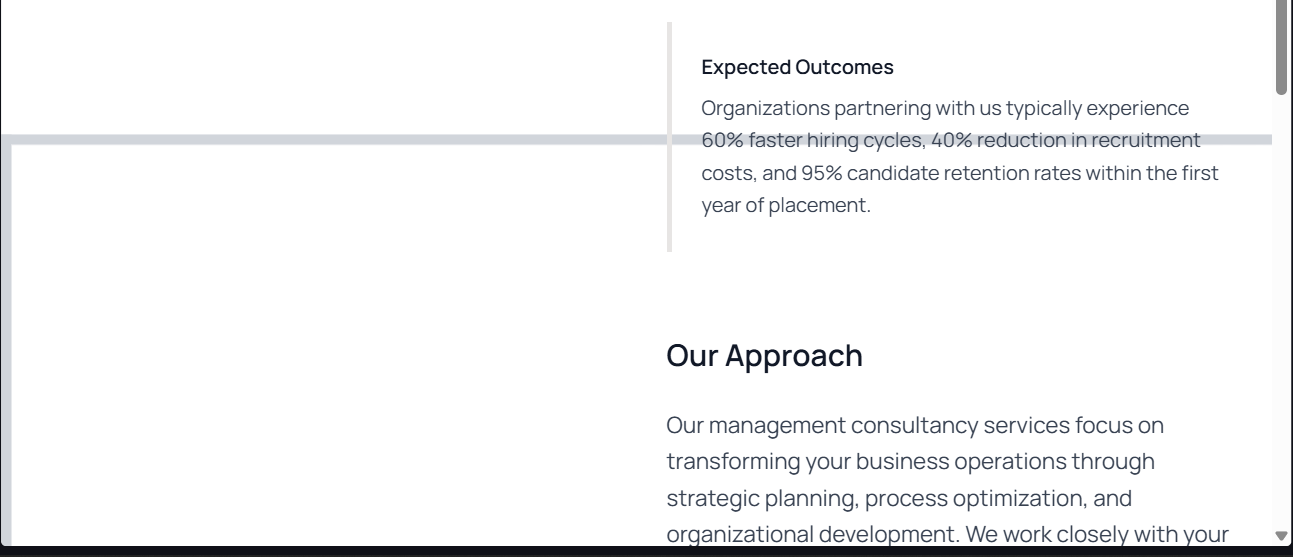 Expected Outcomes
Organizations partnering with us typically experience
60% faster hiring cycles, 40% reduction in recruitment
costs, and 95% candidate retention rates within the first
year of placement.
Our Approach
Our management consultancy services focus on
transforming your business operations through
strategic planning, process optimization, and
organizational development. We work closely with your